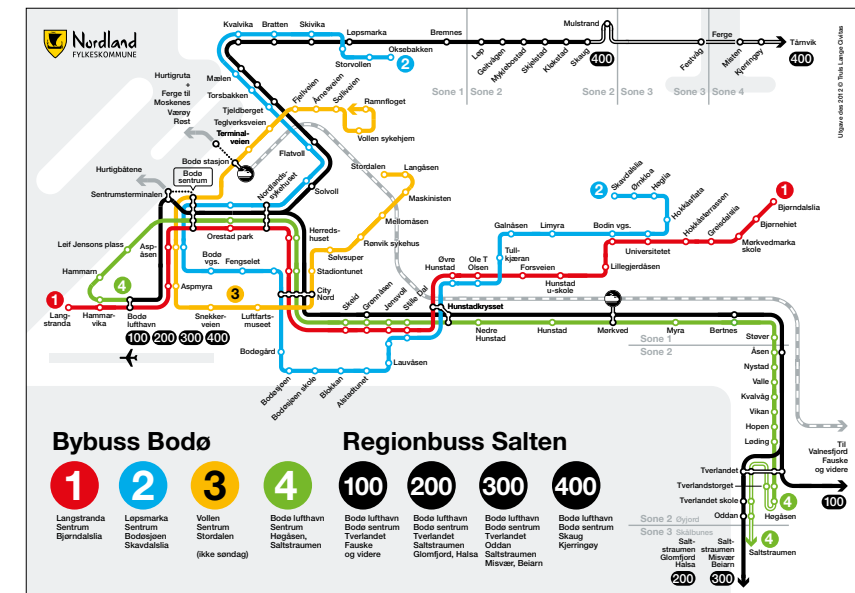 Nordland
FYLKESKOMMUNE
Hurtigruta
+
Ferge til
Moskenes
Værøy
Røst
Hurtigbåtene
Sentrumsterminalen
Kvalvika
Bratten
Skivika
Løpsmarka
Oksebakken
Storvollen
2
Bremnes
Løp
Geitvågen
Myklebostad
Skjelstad
Kløkstad
Skaug
Mulstrand
400
Festvåg
Ferge
Misten
Kjerringøy
Tårnvik
400
Sone 1
Sone 2
Sone 2
Sone 3
Sone 3
Sone 4
Utgave des 2012 © Truls Lange Civitas
Mælen
Torsbakken
Tjeldberget
Teglverksveien
Terminal-
veien
Bodø stasjon
Bodø
sentrum
Fjellveien
Årnesveien
Solliveien
Ramnfloget
Vollen sykehjem
Flatvoll
Solvoll
Nordlands-
sykehuset
Stordalen
Langåsen
Maskinisten
Mellomåsen
Rønvik sykehus
Sølvsuper
Stadiontunet
Orestad park
Herreds-
huset
City
Nord
Leif Jensons plass
Asp-
åsen
Hammarn
4
1
Lang-
stranda
Hammar-
vika
Bodø
lufthavn
100
200
300
400
Aspmyra
Bodø
vgs.
Fengselet
3
Snekker-
veien
Luftfarts-
museet
Bodøgård
Bodøsjøen
Bodøsjøen skole
Blokkan
Alstadtunet
Lauvåsen
Skeid
Grønnåsen
Jensvoll
Stille Dal
Hunstadkrysset
Øvre
Hunstad
Ole T
Olsen
Tull-
kjæran
Galnåsen
Limyra
Bodin vgs.
2
Skavdalslia
Ørnkloa
Høglia
Hokkåsflata
Hokkåsterrassen
Greisdalslia
1
Bjørndalslia
Bjørnehiet
Mørkvedmarka
skole
Universitetet
Lillegjerdåsen
Forsveien
Hunstad
u-skole
Nedre
Hunstad
Hunstad
Mørkved
Myra
Bertnes
Sone 1
Sone 2
Støver
Åsen
Nystad
Valle
Kvalvåg
Vikan
Hopen
Løding
Tverlandet
Tverlandstorget
Tverlandet skole
Oddan
4
Høgåsen
Til
Valnesfjord
Fauske
og videre
100
Sone 2 Øyjord
Sone 3 Skålbunes
Salt-
straumen
Glomfjord
Halsa
200
Salt-
straumen
Misvær
Beiarn
300
4
Saltstraumen
Bybuss Bodø
1
Langstranda
Sentrum
Bjørndalslia
2
Løpsmarka
Sentrum
Bodøsjøen
Skavdalslia
3
Vollen
Sentrum
Stordalen
(ikke søndag)
4
Bodø lufthavn
Sentrum
Høgåsen,
Saltstraumen
Regionbuss Salten
100
Bodø lufthavn
Bodø sentrum
Tverlandet
Fauske
og videre
200
Bodø lufthavn
Bodø sentrum
Tverlandet
Saltstraumen
Glomfjord, Halsa
300
Bodø lufthavn
Bodø sentrum
Tverlandet
Oddan
Saltstraumen
Misvær, Beiarn
400
Bodø lufthavn
Bodø sentrum
Skaug
Kjerringøy